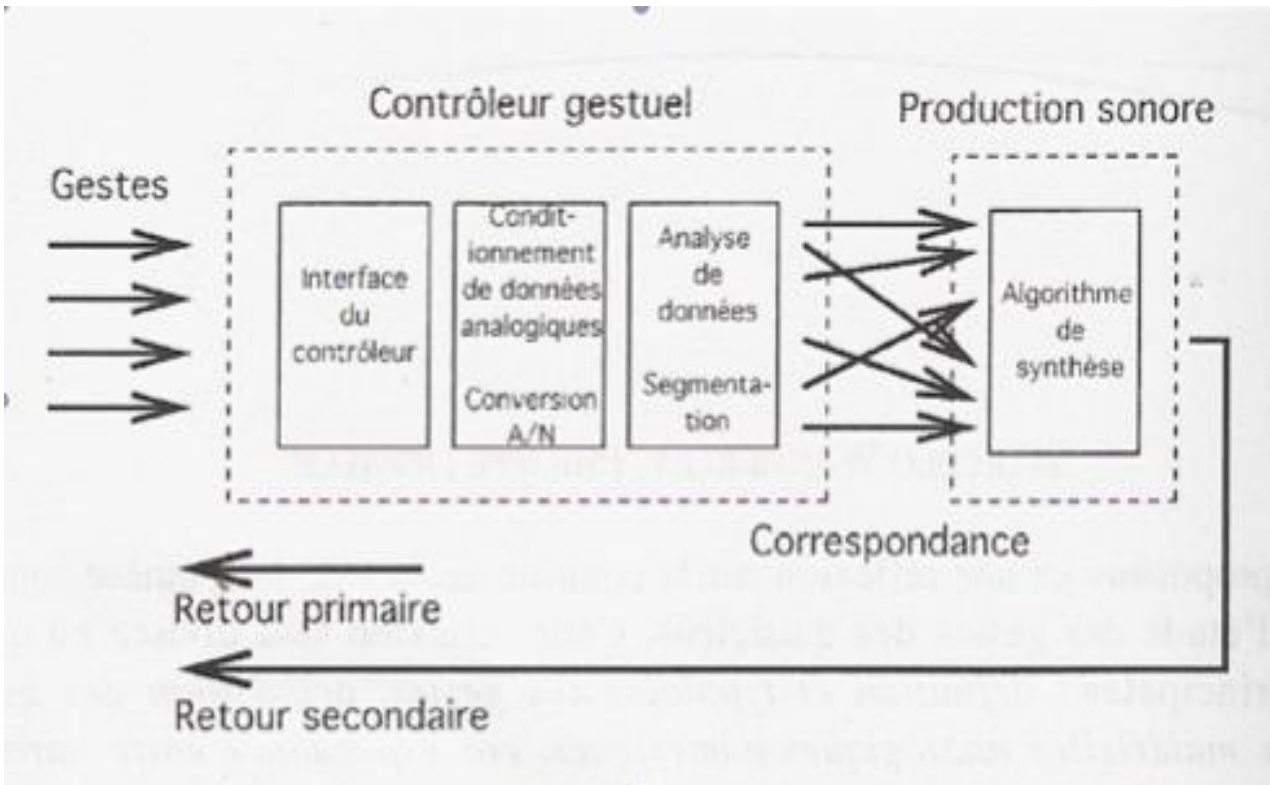 Contrôleur gestuel
Production sonore
Gestes
Interface
du
contrôleur
Condit-
ionnement
de données
analogiques
Conversion
A/N
Analyse
de
données
Segmenta-
tion
Algorithme
de
synthèse
Correspondance
Retour primaire
Retour secondaire